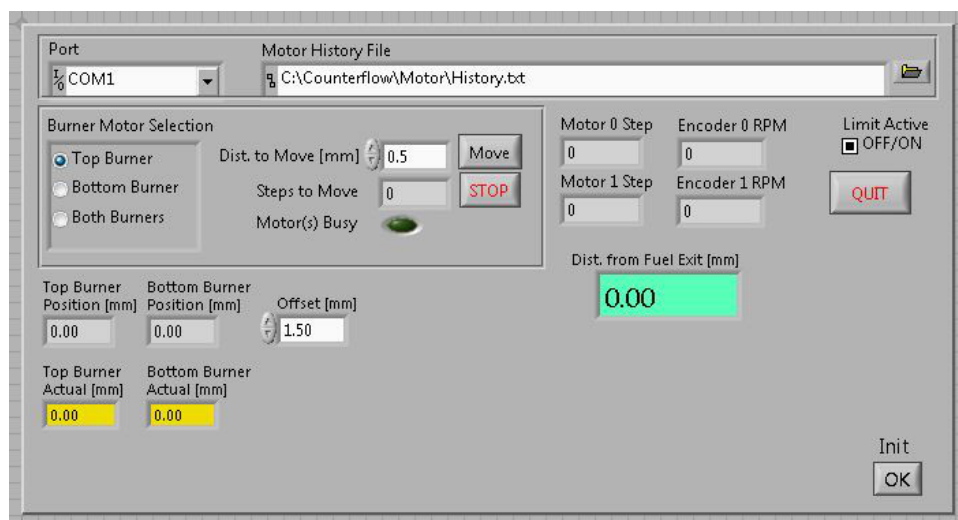 Port
Motor History File
COM1
C:\Counterflow\Motor\History.txt
Burner Motor Selection
Top Burner
Bottom Burner
Both Burners
Dist. to Move [mm] 0.5 Move
Steps to Move 0 STOP
Motor(s) Busy
Motor 0 Step
0
Encoder 0 RPM
0
Motor 1 Step
0
Encoder 1 RPM
0
Limit Active
OFF/ON
QUIT
Dist. from Fuel Exit [mm]
0.00
Top Burner
Position [mm]
0.00
Bottom Burner
Position [mm]
0.00
Offset [mm]
1.50
Top Burner
Actual [mm]
0.00
Bottom Burner
Actual [mm]
0.00
Init
OK